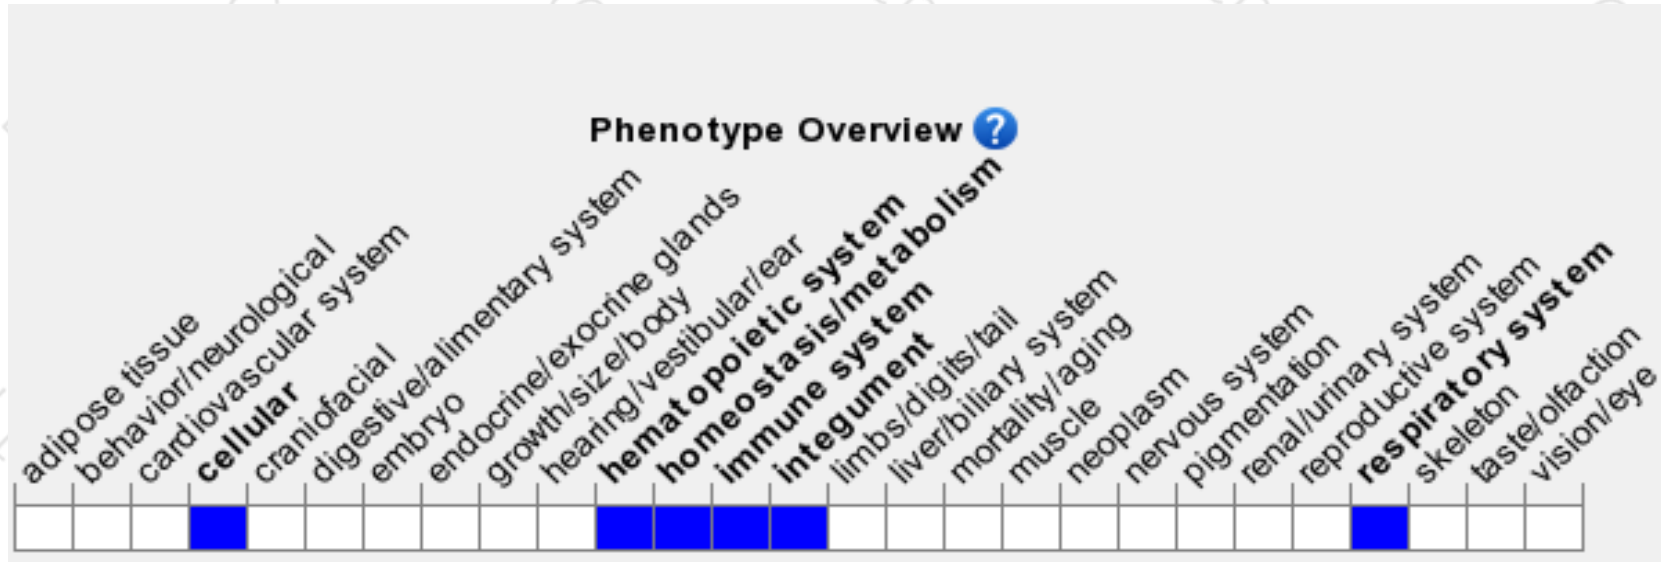 Phenotype Overview ?
adipose tissue
behavior/neurological
cardiovascular system
cellular
craniofacial
digestive/alimentary system
embryo
endocrine/exocrine glands
growth/size/body
hearing/vestibular/ear
hematopoietic system
homeostasis/metabolism
immune system
integument
limbs/digits/tail
liver/biliary system
mortality/aging
muscle
neoplasm
nervous system
pigmentation
renal/urinary system
reproductive system
respiratory system
skeleton
taste/olfaction
vision/eye